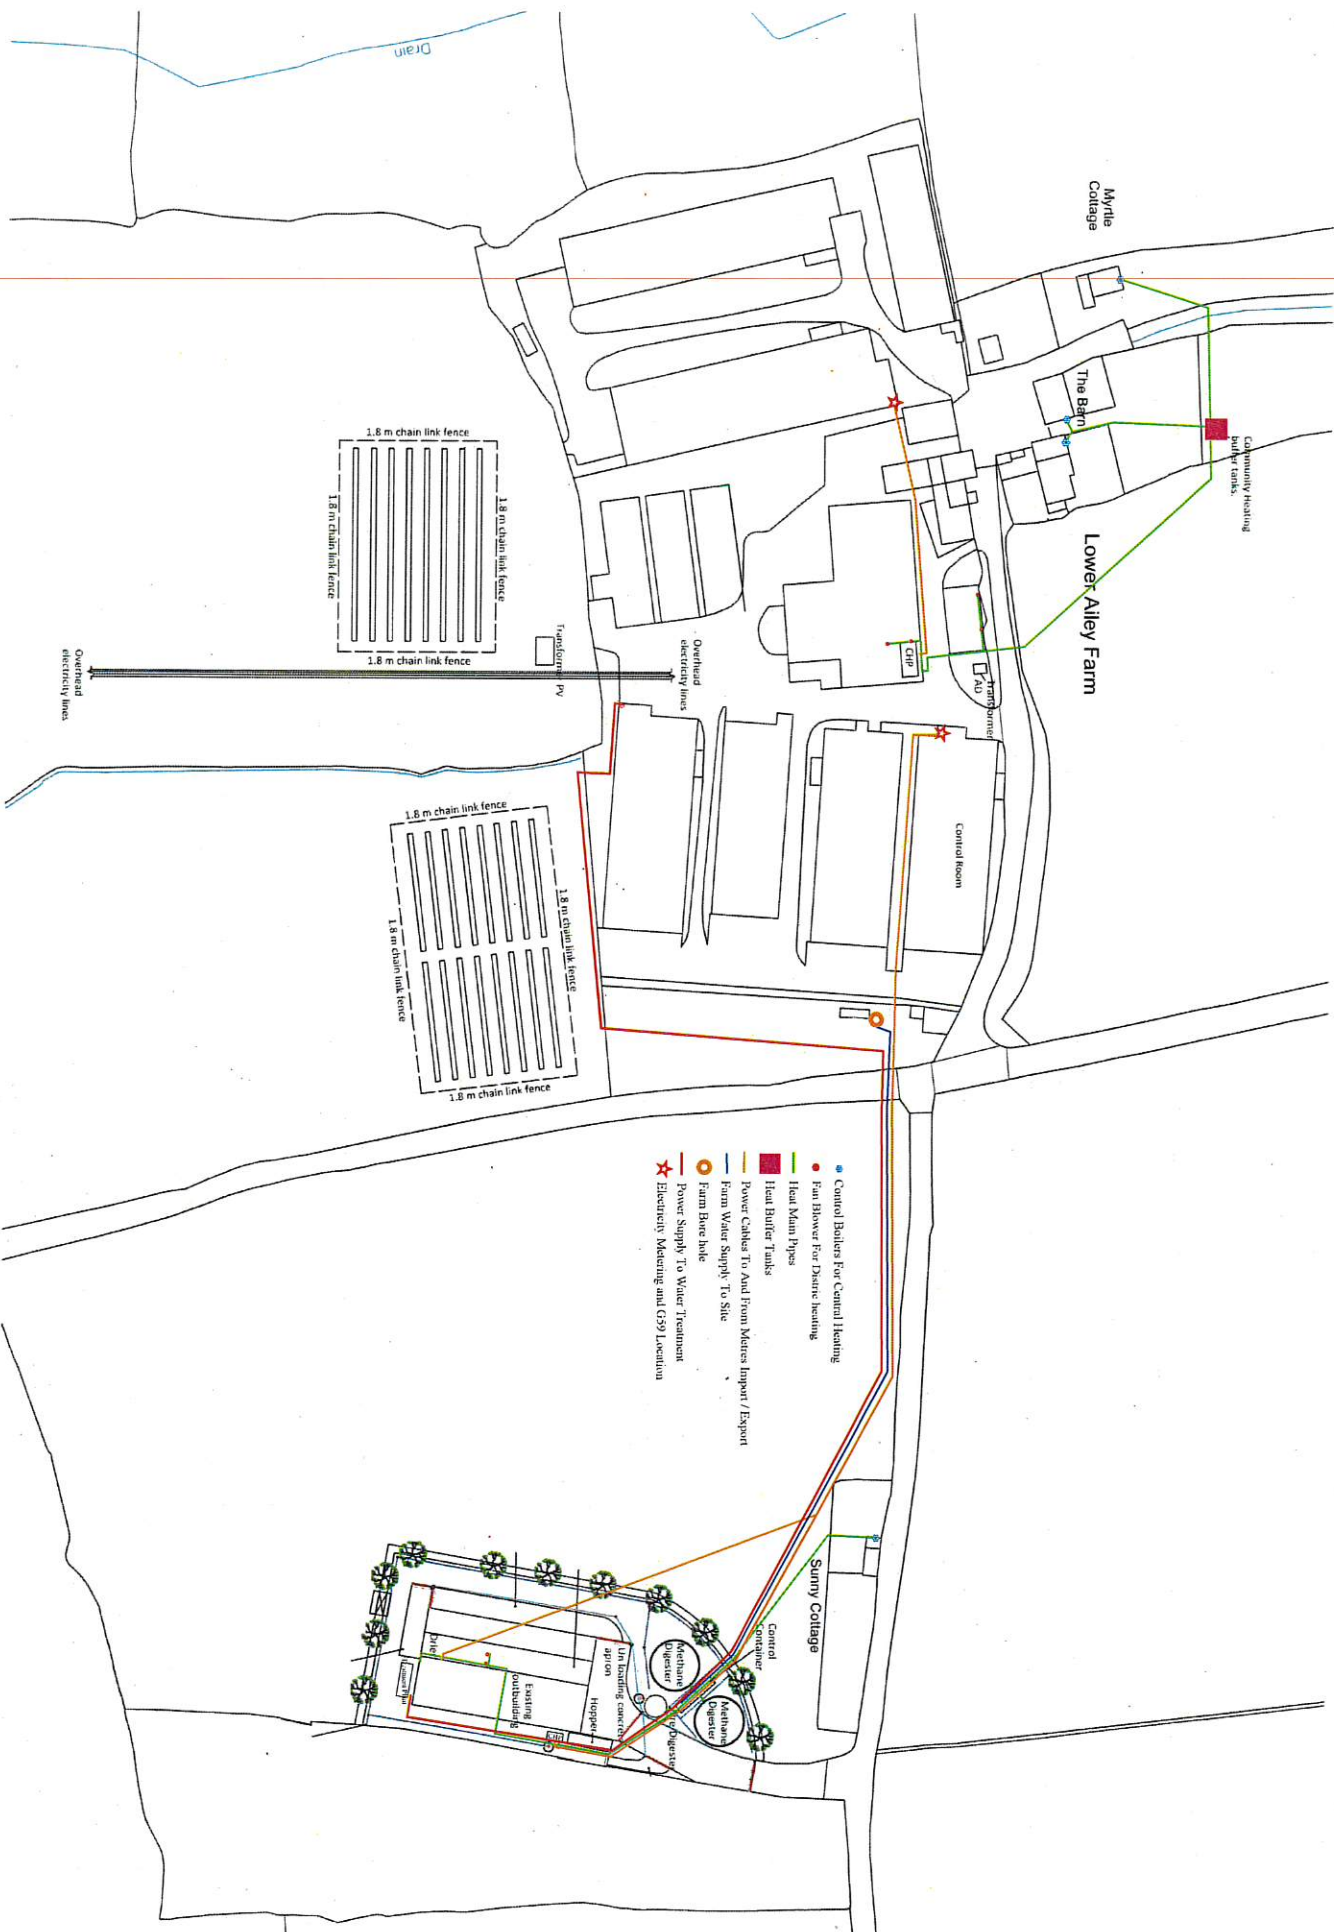 Drain
Myrtle
Cottage
The Barn
Community Heating
buffer tanks.
Lower Ailey Farm
1.8 m chain link fence
1.8 m chain link fence
1.8 m chain link fence
1.8 m chain link fence
Transformer PV
Overhead
electricity lines
Overhead
electricity lines
CHP
Transformer
AD
Control Room
1.8 m chain link fence
1.8 m chain link fence
1.8 m chain link fence
1.8 m chain link fence
Control Boilers For Central Heating
Fan Blower For Distric heating
Heat Main Pipes
Heat Buffer Tanks
Power Cables To And From Metres Import / Export
Farm Water Supply To Site
Farm Bore hole
Power Supply To Water Treatment
Electricity Metering and G59 Location
Sunny Cottage
Control
Container
Methane
Digester
Methane
Digester
Un loading concrete
apron
Hopper
Existing
outbuilding